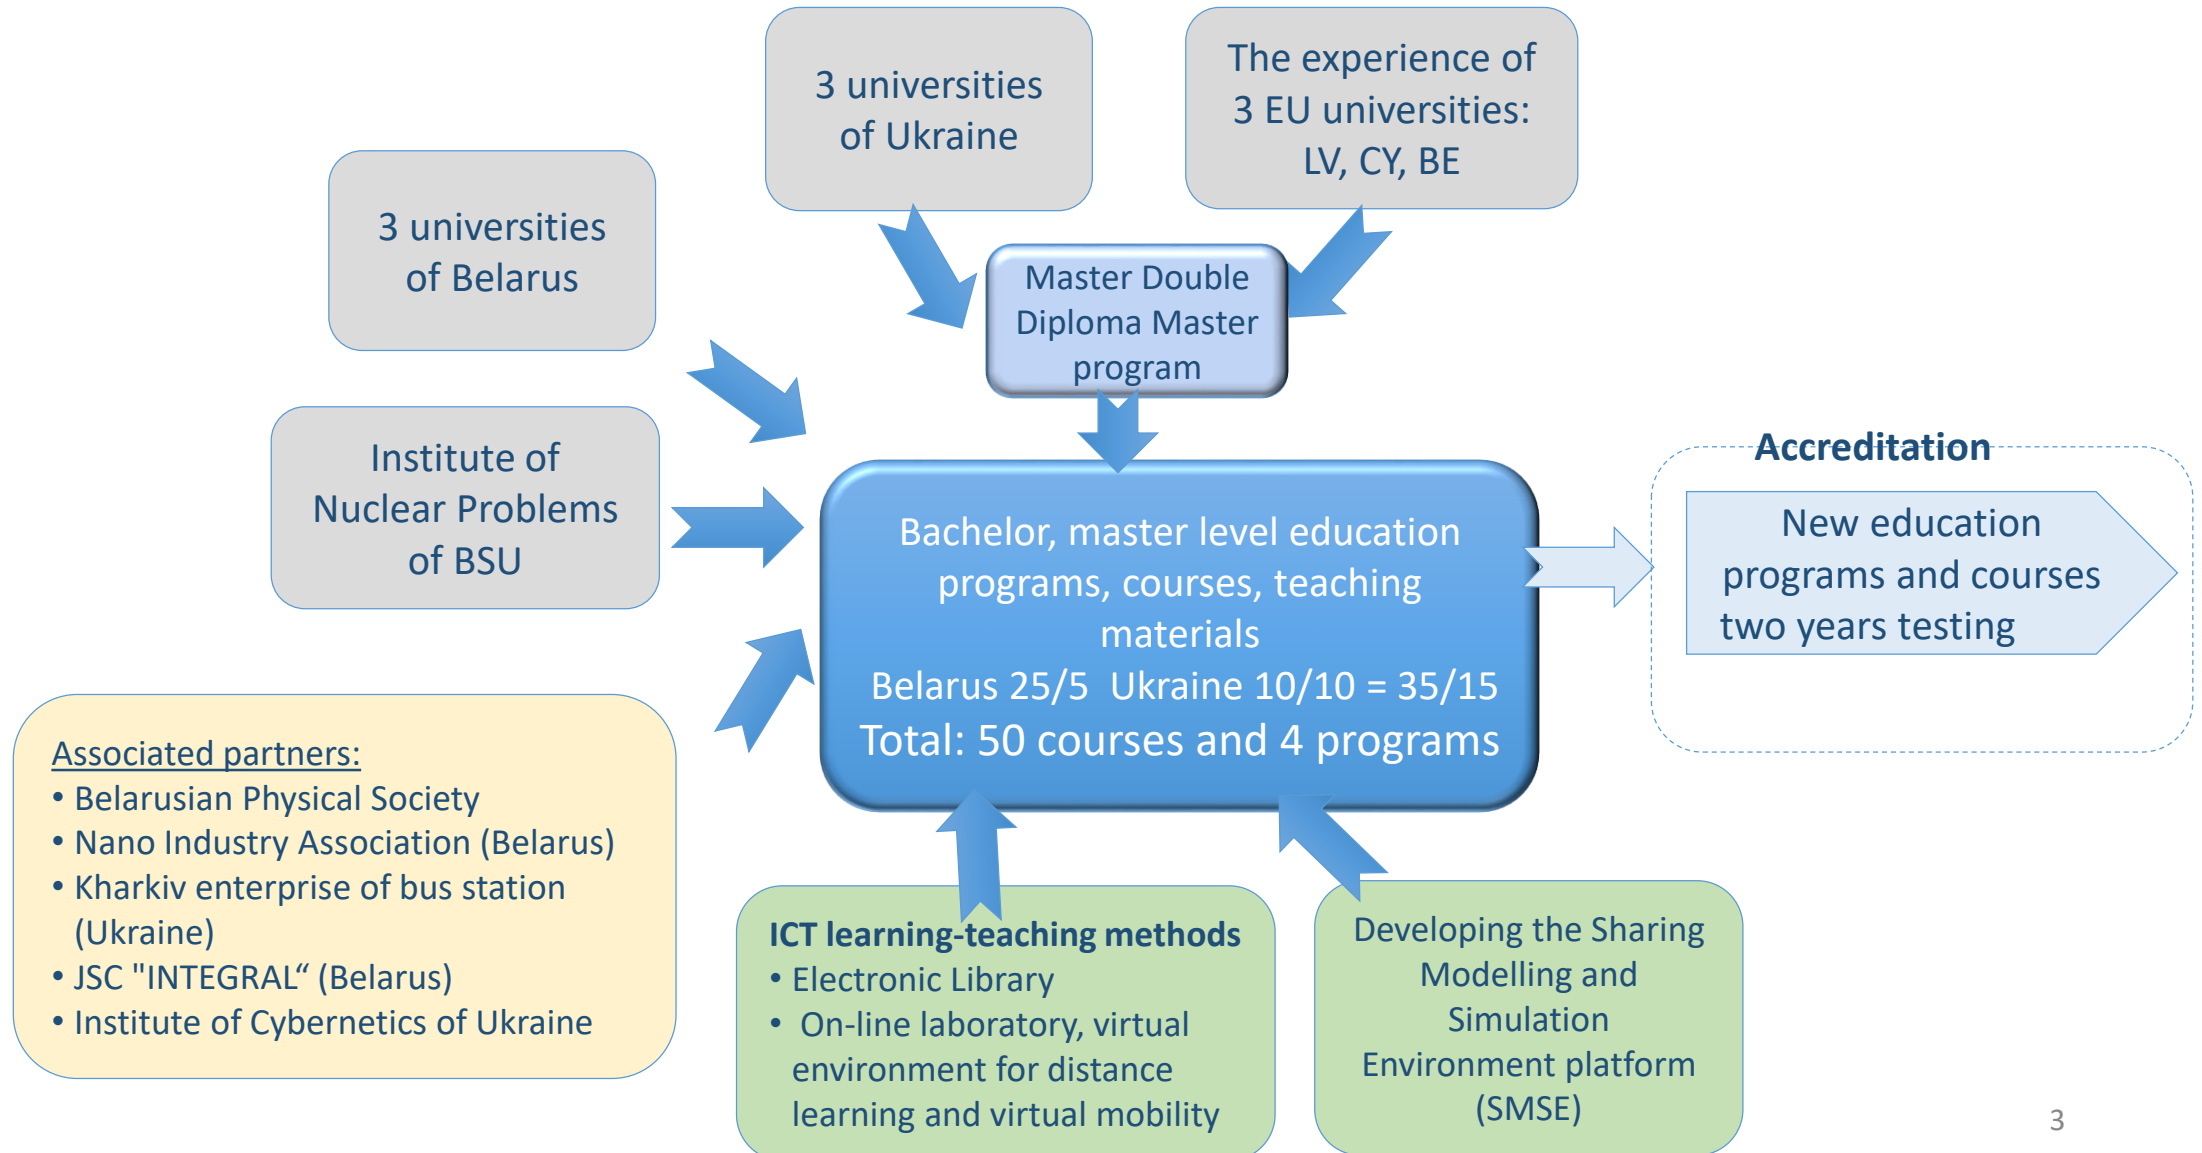 3 universities
of Ukraine
The experience of
3 EU universities:
LV, CY, BE
3 universities
of Belarus
Master Double
Diploma Master
program
Institute of
Nuclear Problems
of BSU
Bachelor, master level education
programs, courses, teaching
materials
Belarus 25/5 Ukraine 10/10 = 35/15
Total: 50 courses and 4 programs
Accreditation
New education
programs and courses
two years testing
Associated partners:
• Belarusian Physical Society
• Nano Industry Association (Belarus)
• Kharkiv enterprise of bus station
(Ukraine)
• JSC "INTEGRAL“ (Belarus)
• Institute of Cybernetics of Ukraine
ICT learning-teaching methods
• Electronic Library
• On-line laboratory, virtual
environment for distance
learning and virtual mobility
Developing the Sharing
Modelling and
Simulation
Environment platform
(SMSE)
3